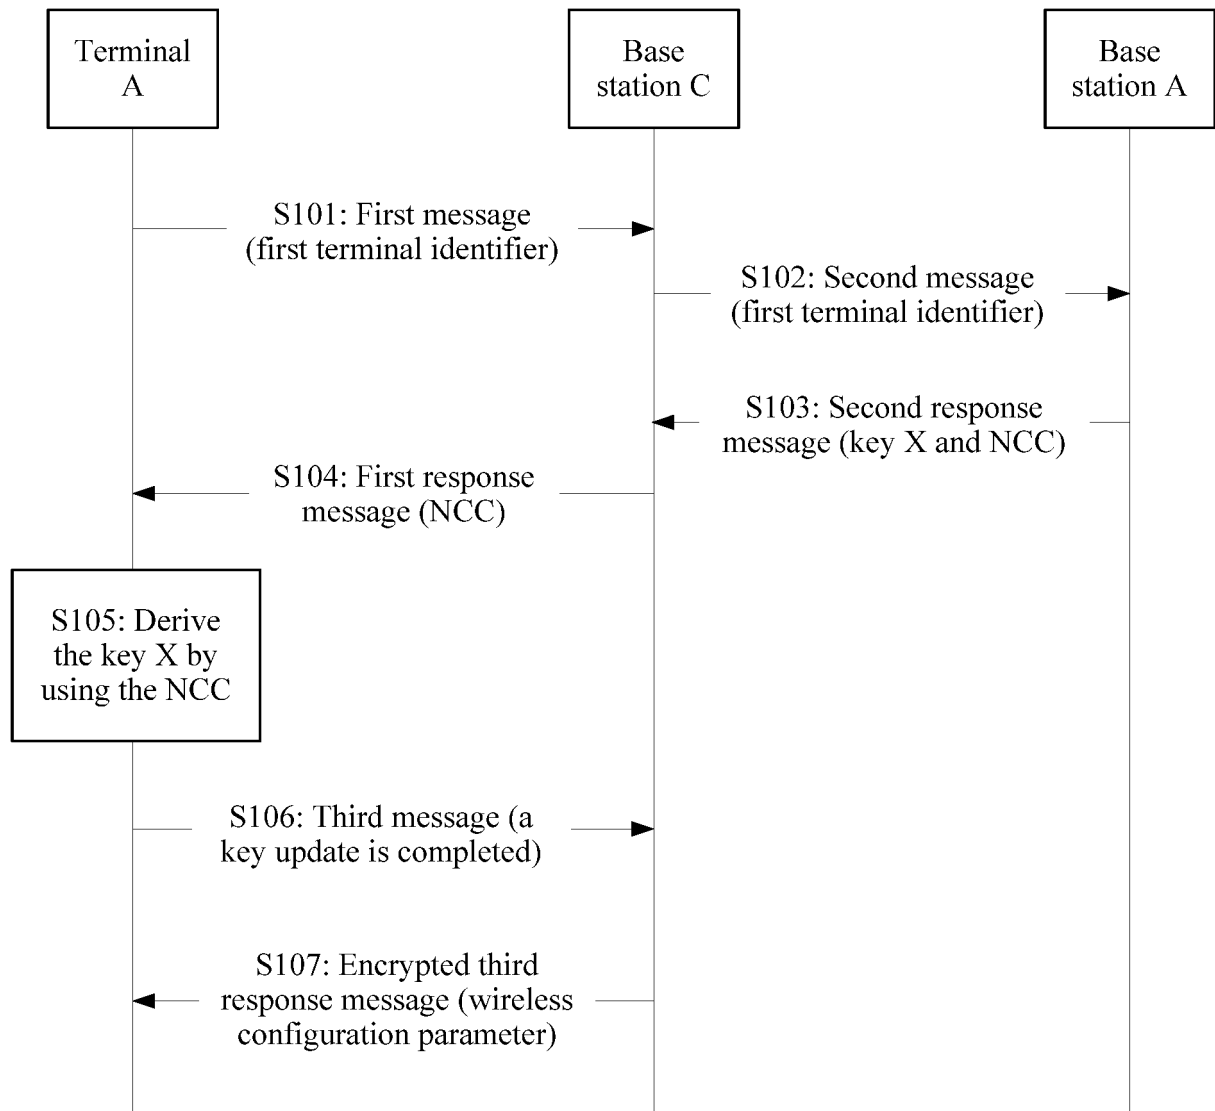 Terminal
A
Base
station C
Base
station A
S101: First message
(first terminal identifier)
S102: Second message
(first terminal identifier)
S103: Second response
message (key X and NCC)
S104: First response
message (NCC)
S105: Derive
the key X by
using the NCC
S106: Third message (a
key update is completed)
S107: Encrypted third
response message (wireless
configuration parameter)